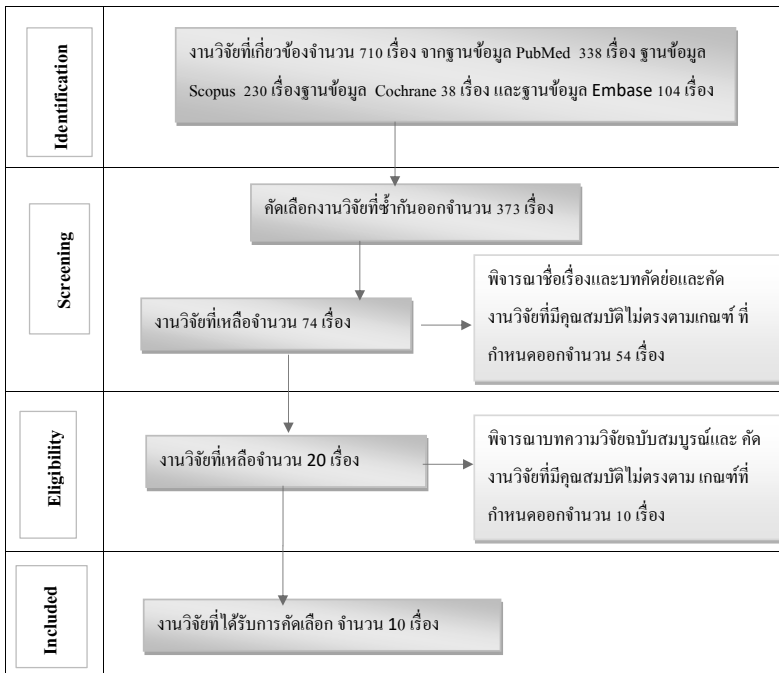 Identification
งานวิจัยที่เกี่ยวข้องจำนวน 710 เรื่อง จากฐานข้อมูล PubMed 338 เรื่อง ฐานข้อมูล
Scopus 230 เรื่องฐานข้อมูล Cochrane 38 เรื่อง และฐานข้อมูล Embase 104 เรื่อง
Screening
คัดเลือกงานวิจัยที่ซ้ำกันออกจำนวน 373 เรื่อง
งานวิจัยที่เหลือจำนวน 74 เรื่อง
พิจารณาชื่อเรื่องและบทคัดย่อและคัด
งานวิจัยที่มีคุณสมบัติไม่ตรงตามเกณฑ์ ที่
กำหนดออกจำนวน 54 เรื่อง
Eligibility
งานวิจัยที่เหลือจำนวน 20 เรื่อง
พิจารณาบทความวิจัยฉบับสมบูรณ์และ คัด
งานวิจัยที่มีคุณสมบัติไม่ตรงตาม เกณฑ์ที่
กำหนดออกจำนวน 10 เรื่อง
Included
งานวิจัยที่ได้รับการคัดเลือก จำนวน 10 เรื่อง